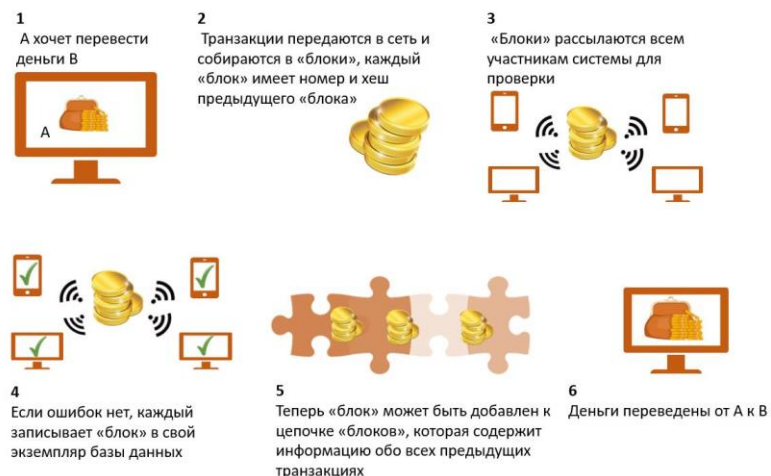 1
А хочет перевести
деньги В
А
2
Транзакции передаются в сеть и
собираются в «блоки», каждый
«блок» имеет номер и хеш
предыдущего «блока»
3
«Блоки» рассылаются всем
участникам системы для
проверки
4
Если ошибок нет, каждый
записывает «блок» в свой
экземпляр базы данных
5
Теперь «блок» может быть добавлен к
цепочке «блоков», которая содержит
информацию обо всех предыдущих
транзакциях
6
Деньги переведены от А к В